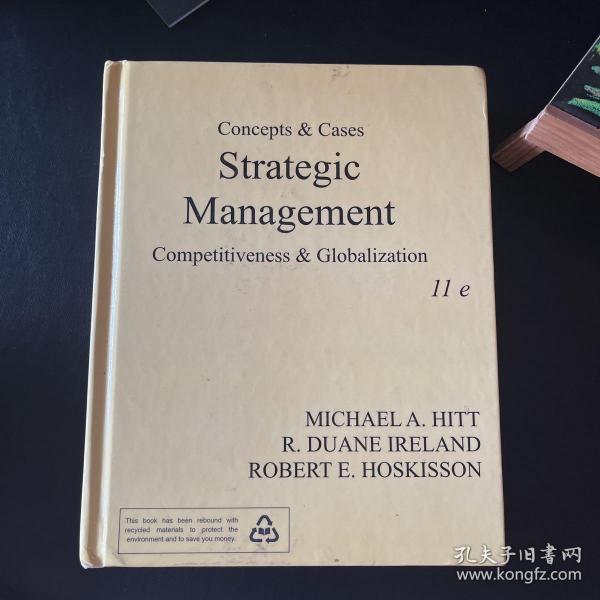 Concepts & Cases
Strategic
Management
Competitiveness & Globalization
11 e
MICHAEL A. HITT
R. DUANE IRELAND
ROBERT E. HOSKISSON
This book has been rebound with
recycled materials to protect the
environment and to save you money.
孔夫子旧書网
www.kongfz.com